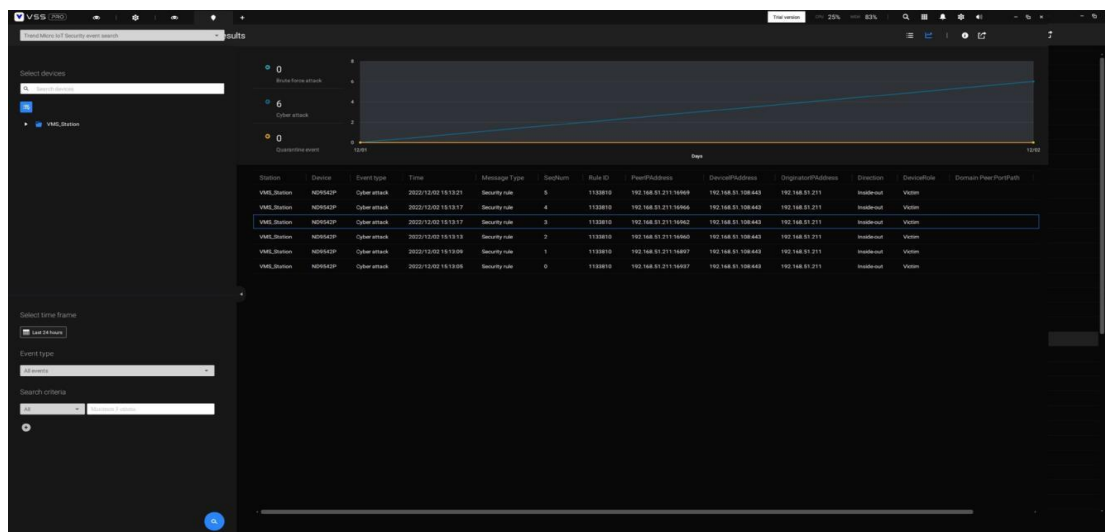 VSS PRO
Trial version
CPU 25%
MEM 83%
Trend Micro IoT Security event search
sults
Select devices
Search devices
VMS_Station
0
Brute force attack
6
Cyber attack
0
Quarantine event
8
6
4
2
0
12/01
12/02
Days
Station Device Event type Time Message Type SeqNum Rule ID PeerIPAddress DeviceIPAddress OriginatorIPAddress Direction DeviceRole Domain Peer:PortPath
VMS_Station ND9542P Cyber attack 2022/12/02 15:13:21 Security rule 5 1133810 192.168.51.211:16969 192.168.51.108:443 192.168.51.211 Inside-out Victim
VMS_Station ND9542P Cyber attack 2022/12/02 15:13:17 Security rule 4 1133810 192.168.51.211:16966 192.168.51.108:443 192.168.51.211 Inside-out Victim
VMS_Station ND9542P Cyber attack 2022/12/02 15:13:17 Security rule 3 1133810 192.168.51.211:16962 192.168.51.108:443 192.168.51.211 Inside-out Victim
VMS_Station ND9542P Cyber attack 2022/12/02 15:13:13 Security rule 2 1133810 192.168.51.211:16960 192.168.51.108:443 192.168.51.211 Inside-out Victim
VMS_Station ND9542P Cyber attack 2022/12/02 15:13:09 Security rule 1 1133810 192.168.51.211:16897 192.168.51.108:443 192.168.51.211 Inside-out Victim
VMS_Station ND9542P Cyber attack 2022/12/02 15:13:05 Security rule 0 1133810 192.168.51.211:16937 192.168.51.108:443 192.168.51.211 Inside-out Victim
Select time frame
Last 24 hours
Event type
All events
Search criteria
All